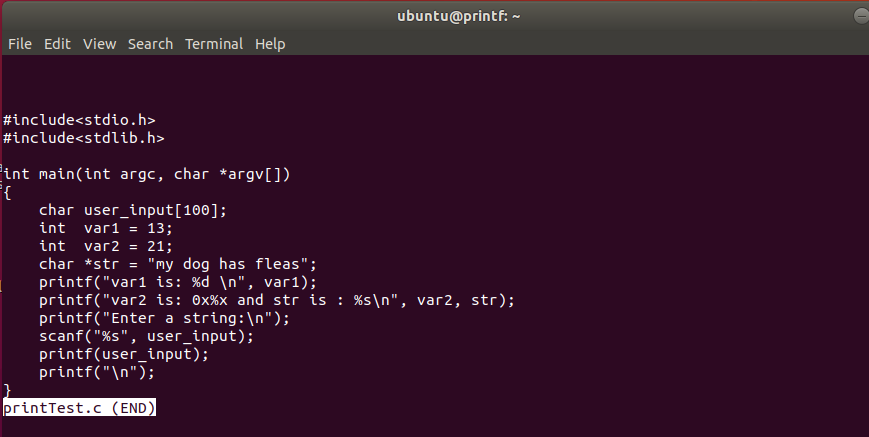 ubuntu@printf: ~
File Edit View Search Terminal Help
#include<stdio.h>
#include<stdlib.h>
int main(int argc, char *argv[])
{
    char user_input[100];
    int  var1 = 13;
    int  var2 = 21;
    char *str = "my dog has fleas";
    printf("var1 is: %d \n", var1);
    printf("var2 is: 0x%x and str is : %s\n", var2, str);
    printf("Enter a string:\n");
    scanf("%s", user_input);
    printf(user_input);
    printf("\n");
}
printTest.c (END)